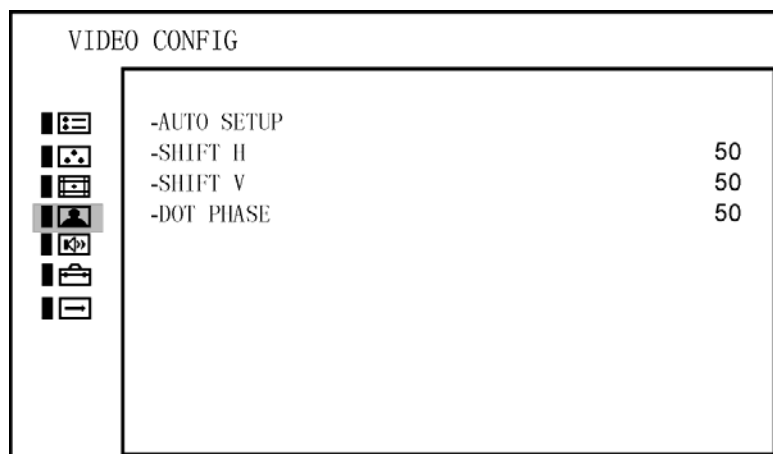 VIDEO CONFIG
-AUTO SETUP
-SHIFT H 50
-SHIFT V 50
-DOT PHASE 50